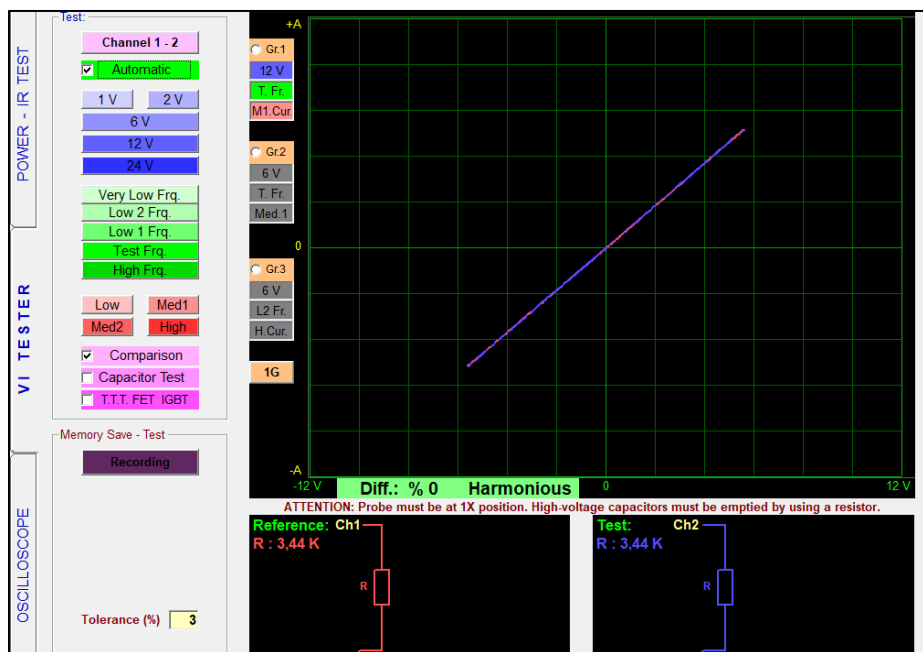 POWER - IR TEST
VI TESTER
OSCILLOSCOPE
Test:
Channel 1 - 2
Automatic
1 V
2 V
6 V
12 V
24 V
Very Low Frq.
Low 2 Frq.
Low 1 Frq.
Test Frq.
High Frq.
Low
Med1
Med2
High
Comparison
Capacitor Test
T.T.T. FET IGBT
Memory Save - Test
Recording
Tolerance (%) 3
Gr.1
12 V
T. Fr.
M1.Cur
Gr.2
6 V
T. Fr.
Med.1
Gr.3
6 V
L2 Fr.
H.Cur.
1G
+A
0
-A
-12 V
Diff.: % 0 Harmonious
0
12 V
ATTENTION: Probe must be at 1X position. High-voltage capacitors must be emptied by using a resistor.
Reference: Ch1
R : 3,44 K
R
Test: Ch2
R : 3,44 K
R